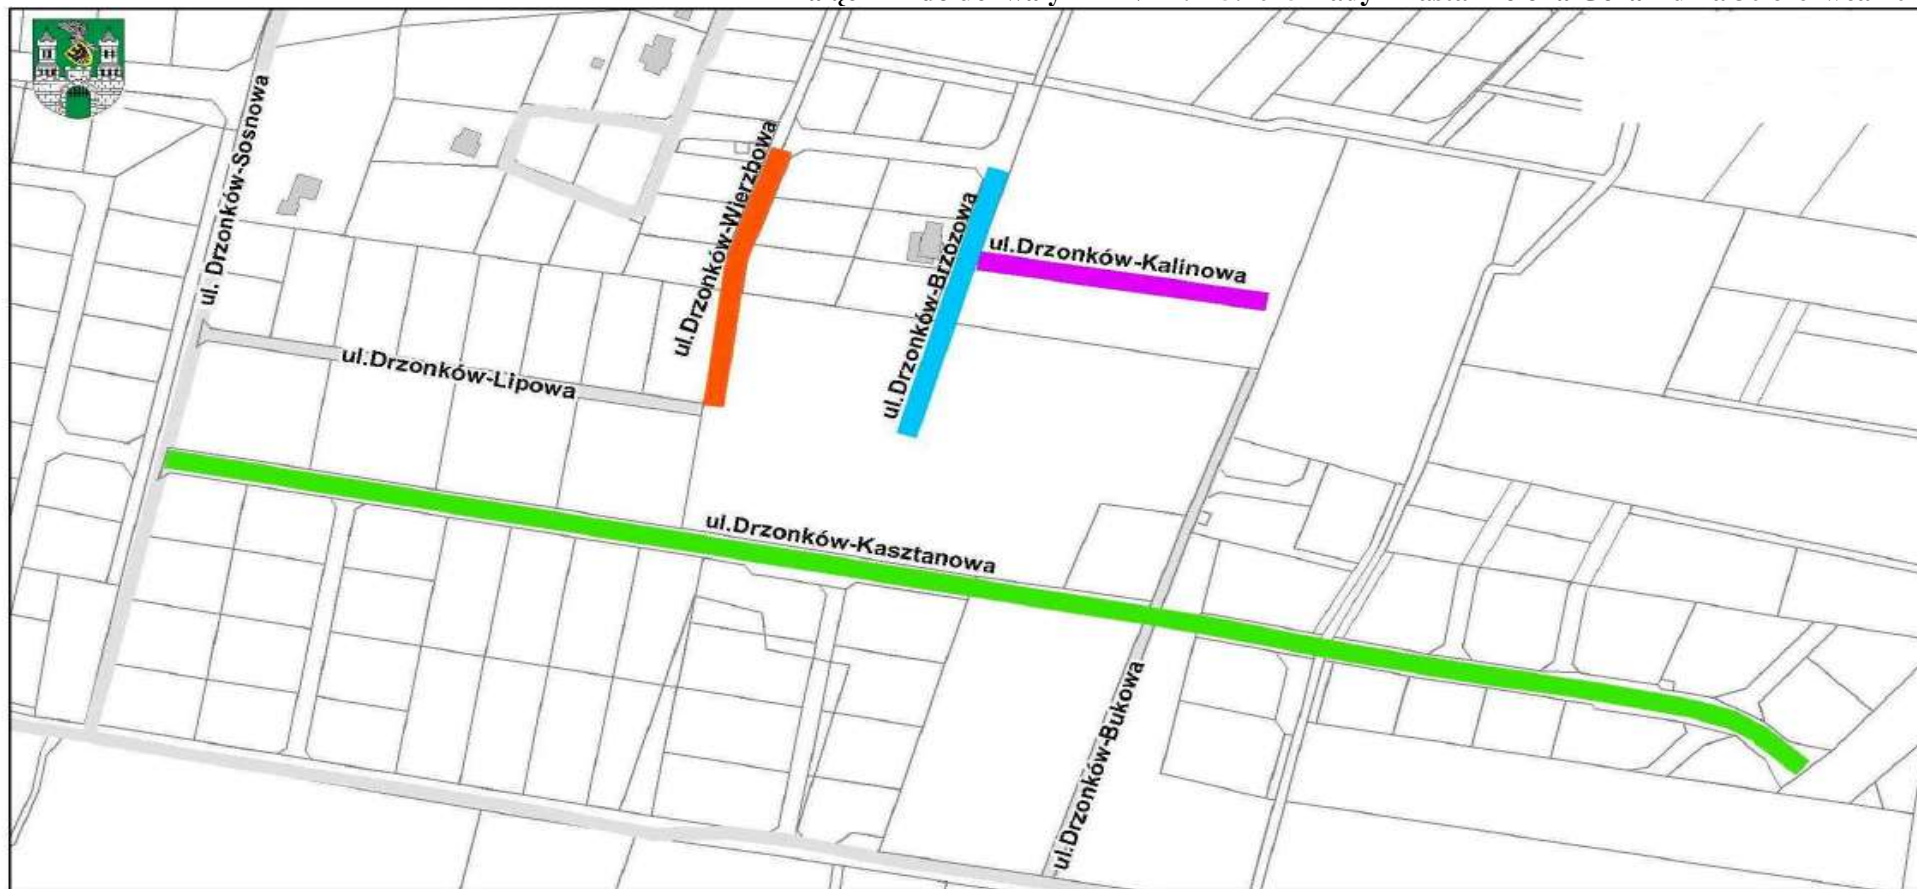 ul. Drzonków-Sosnowa
ul.Drzonków-Wierzbowa
ul.Drzonków-Brzozowa
ul.Drzonków-Kalinowa
ul.Drzonków-Lipowa
ul.Drzonków-Kasztanowa
ul.Drzonków-Bukowa